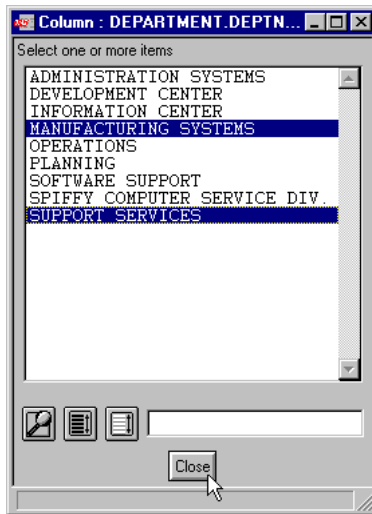 Column : DEPARTMENT.DEPTN...
Select one or more items
ADMINISTRATION SYSTEMS
DEVELOPMENT CENTER
INFORMATION CENTER
MANUFACTURING SYSTEMS
OPERATIONS
PLANNING
SOFTWARE SUPPORT
SPIFFY COMPUTER SERVICE DIV.
SUPPORT SERVICES
Close